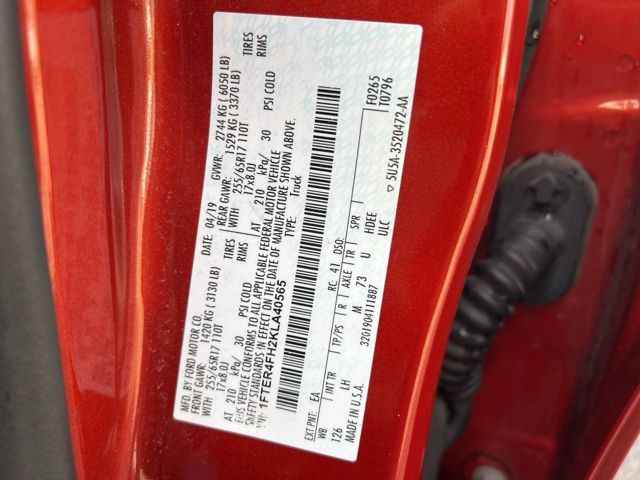 MFD. BY FORD MOTOR CO. DATE: 04/19 GVWR: 2744 KG ( 6050 LB)
FRONT GAWR: 1420 KG ( 3130 LB) REAR GAWR: 1529 KG ( 3370 LB)
WITH 255/65R17 110T TIRES WITH 255/65R17 110T TIRES
17x8.0J RIMS 17x8.0J RIMS
AT 210 kPa/ 30 PSI COLD AT 210 kPa/ 30 PSI COLD
THIS VEHICLE CONFORMS TO ALL APPLICABLE FEDERAL MOTOR VEHICLE
SAFETY STANDARDS IN EFFECT ON THE DATE OF MANUFACTURE SHOWN ABOVE.
VIN: 1FTER4FH2KLA40565 TYPE: Truck
F0265
T0796
EXT PNT: EA RC: 41 DSO:
WB INT TR TP/PS R AXLE TR SPR
126 LH M 73 U HDEE
ULC
MADE IN U.S.A. 3201904111887 5U5A-3520472-AA